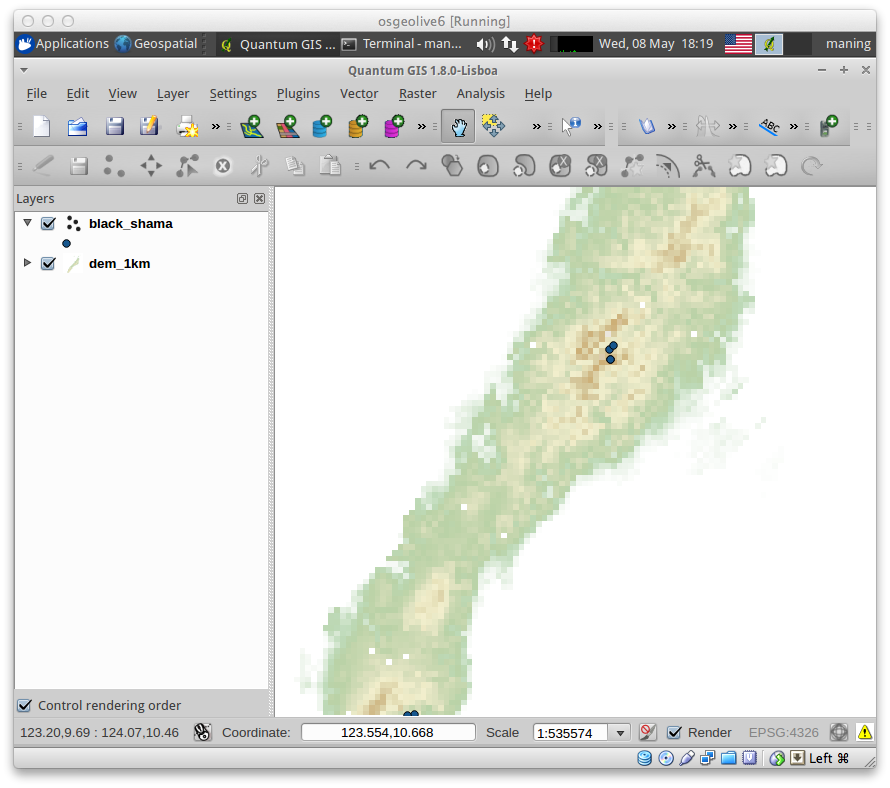 osgeolive6 [Running]
Applications Geospatial Quantum GIS ... Terminal - man... Wed, 08 May 18:19 maning
Quantum GIS 1.8.0-Lisboa
File Edit View Layer Settings Plugins Vector Raster Analysis Help
ABC
Layers
black_shama
dem_1km
Control rendering order
123.20,9.69 : 124.07,10.46 Coordinate: 123.554,10.668 Scale 1:535574 Render EPSG:4326
Left ⌘